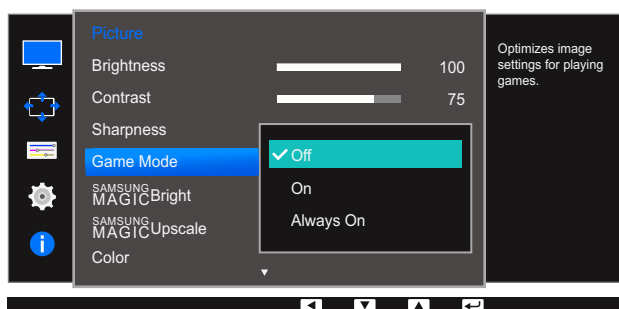 Picture
Brightness 100
Contrast 75
Sharpness
Game Mode
SAMSUNG
MAGICBright
SAMSUNG
MAGICUpscale
Color
Off
On
Always On
Optimizes image
settings for playing
games.